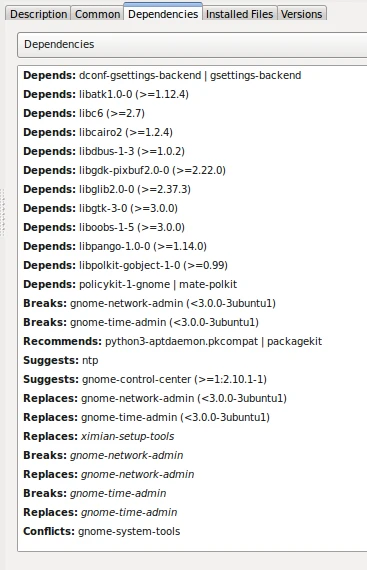 Description Common Dependencies Installed Files Versions
Dependencies
Depends: dconf-gsettings-backend | gsettings-backend
Depends: libatk1.0-0 (>=1.12.4)
Depends: libc6 (>=2.7)
Depends: libcairo2 (>=1.2.4)
Depends: libdbus-1-3 (>=1.0.2)
Depends: libgdk-pixbuf2.0-0 (>=2.22.0)
Depends: libglib2.0-0 (>=2.37.3)
Depends: libgtk-3-0 (>=3.0.0)
Depends: liboobs-1-5 (>=3.0.0)
Depends: libpango-1.0-0 (>=1.14.0)
Depends: libpolkit-gobject-1-0 (>=0.99)
Depends: policykit-1-gnome | mate-polkit
Breaks: gnome-network-admin (<3.0.0-3ubuntu1)
Breaks: gnome-time-admin (<3.0.0-3ubuntu1)
Recommends: python3-aptdaemon.pkcompat | packagekit
Suggests: ntp
Suggests: gnome-control-center (>=1:2.10.1-1)
Replaces: gnome-network-admin (<3.0.0-3ubuntu1)
Replaces: gnome-time-admin (<3.0.0-3ubuntu1)
Replaces: ximian-setup-tools
Breaks: gnome-network-admin
Replaces: gnome-network-admin
Breaks: gnome-time-admin
Replaces: gnome-time-admin
Conflicts: gnome-system-tools